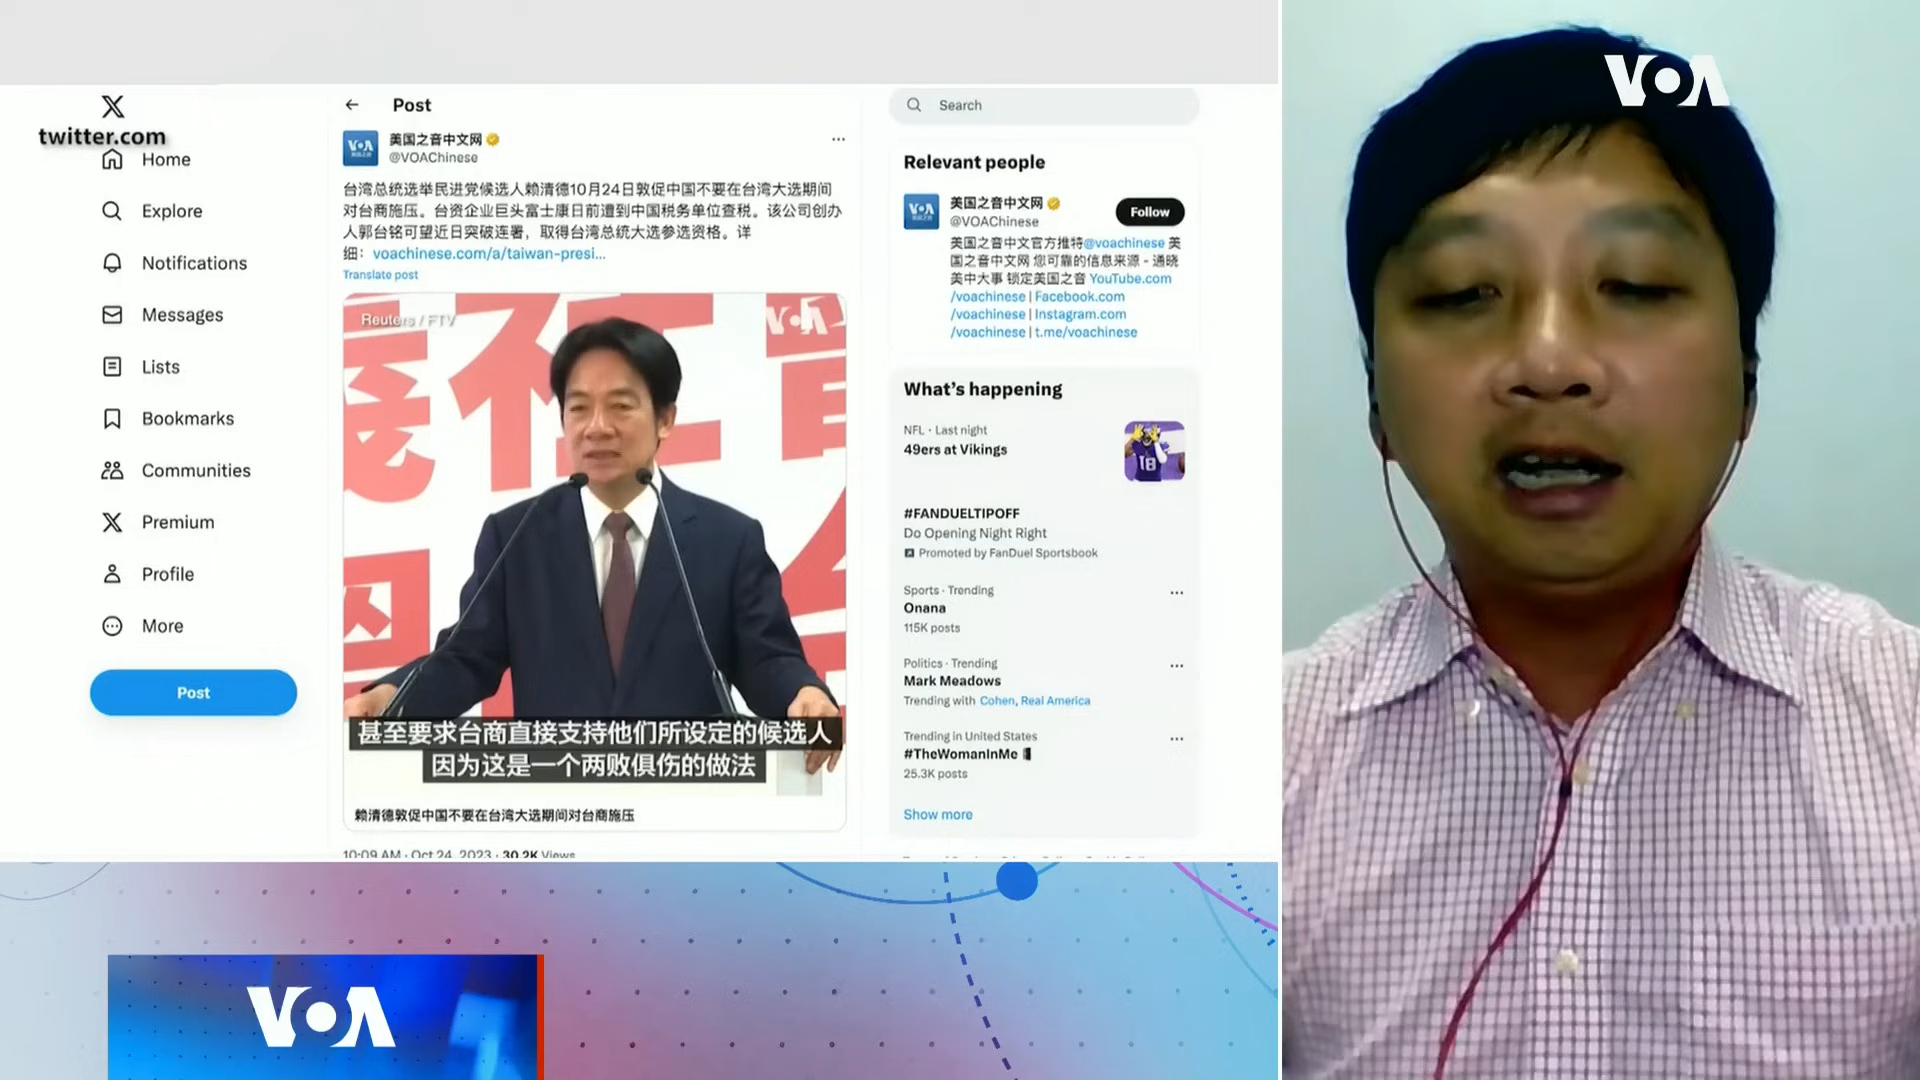 twitter.com
Home
Explore
Notifications
Messages
Lists
Bookmarks
Communities
Premium
Profile
More
Post
Post
美国之音中文网
@VOAChinese
台湾总统选举民进党候选人赖清德10月24日敦促中国不要在台湾大选期间
对台商施压。台资企业巨头富士康日前遭到中国税务单位查税。该公司创办
人郭台铭可望近日突破连署，取得台湾总统大选参选资格。详
细：voachinese.com/a/taiwan-presi...
Translate post
Reuters / FTV
VOA
甚至要求台商直接支持他们所设定的候选人
因为这是一个两败俱伤的做法
赖清德敦促中国不要在台湾大选期间对台商施压
10:09 AM · Oct 24, 2023 · 30.2K Views
Search
Relevant people
美国之音中文网
@VOAChinese
Follow
美国之音中文官方推特@voachinese 美
国之音中文网 您可靠的信息来源 - 通晓
美中大事 锁定美国之音 YouTube.com
/voachinese | Facebook.com
/voachinese | Instagram.com
/voachinese | t.me/voachinese
What's happening
NFL · Last night
49ers at Vikings
18
#FANDUELTIPOFF
Do Opening Night Right
Promoted by FanDuel Sportsbook
Sports · Trending
Onana
115K posts
Politics · Trending
Mark Meadows
Trending with Cohen, Real America
Trending in United States
#TheWomanInMe
25.3K posts
Show more
VOA
VOA